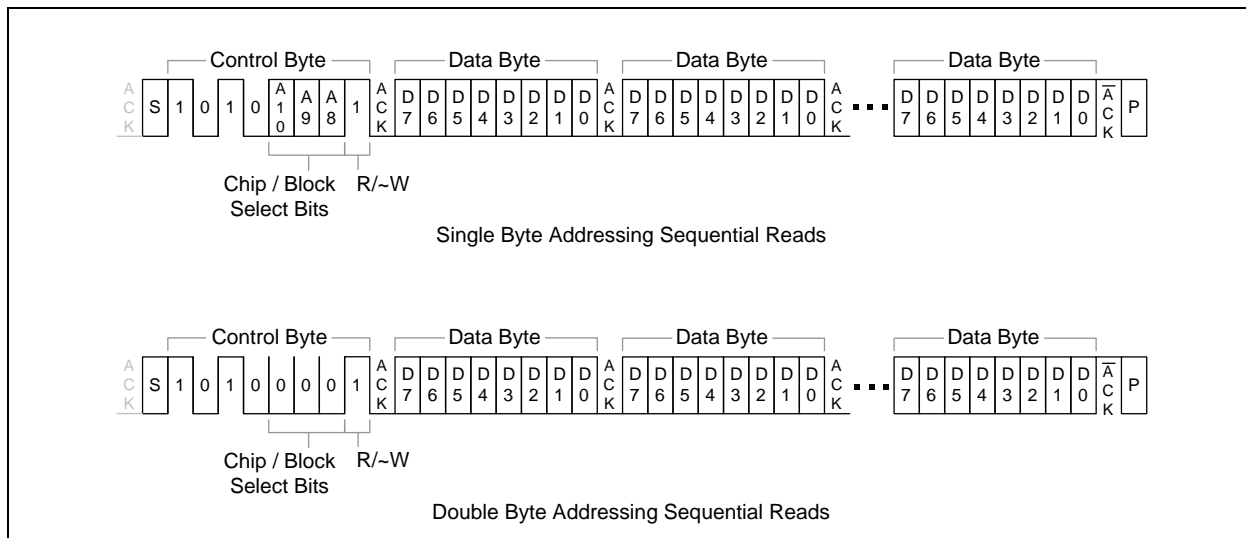 Control Byte Data Byte Data Byte Data Byte
ACK S 1 0 1 0 A10 A9 A8 1 ACK D7 D6 D5 D4 D3 D2 D1 D0 ACK D7 D6 D5 D4 D3 D2 D1 D0 ACK ... D7 D6 D5 D4 D3 D2 D1 D0 A̅CK P
Chip / Block R/~W
Select Bits
Single Byte Addressing Sequential Reads
Control Byte Data Byte Data Byte Data Byte
ACK S 1 0 1 0 0 0 0 1 ACK D7 D6 D5 D4 D3 D2 D1 D0 ACK D7 D6 D5 D4 D3 D2 D1 D0 ACK ... D7 D6 D5 D4 D3 D2 D1 D0 A̅CK P
Chip / Block R/~W
Select Bits
Double Byte Addressing Sequential Reads